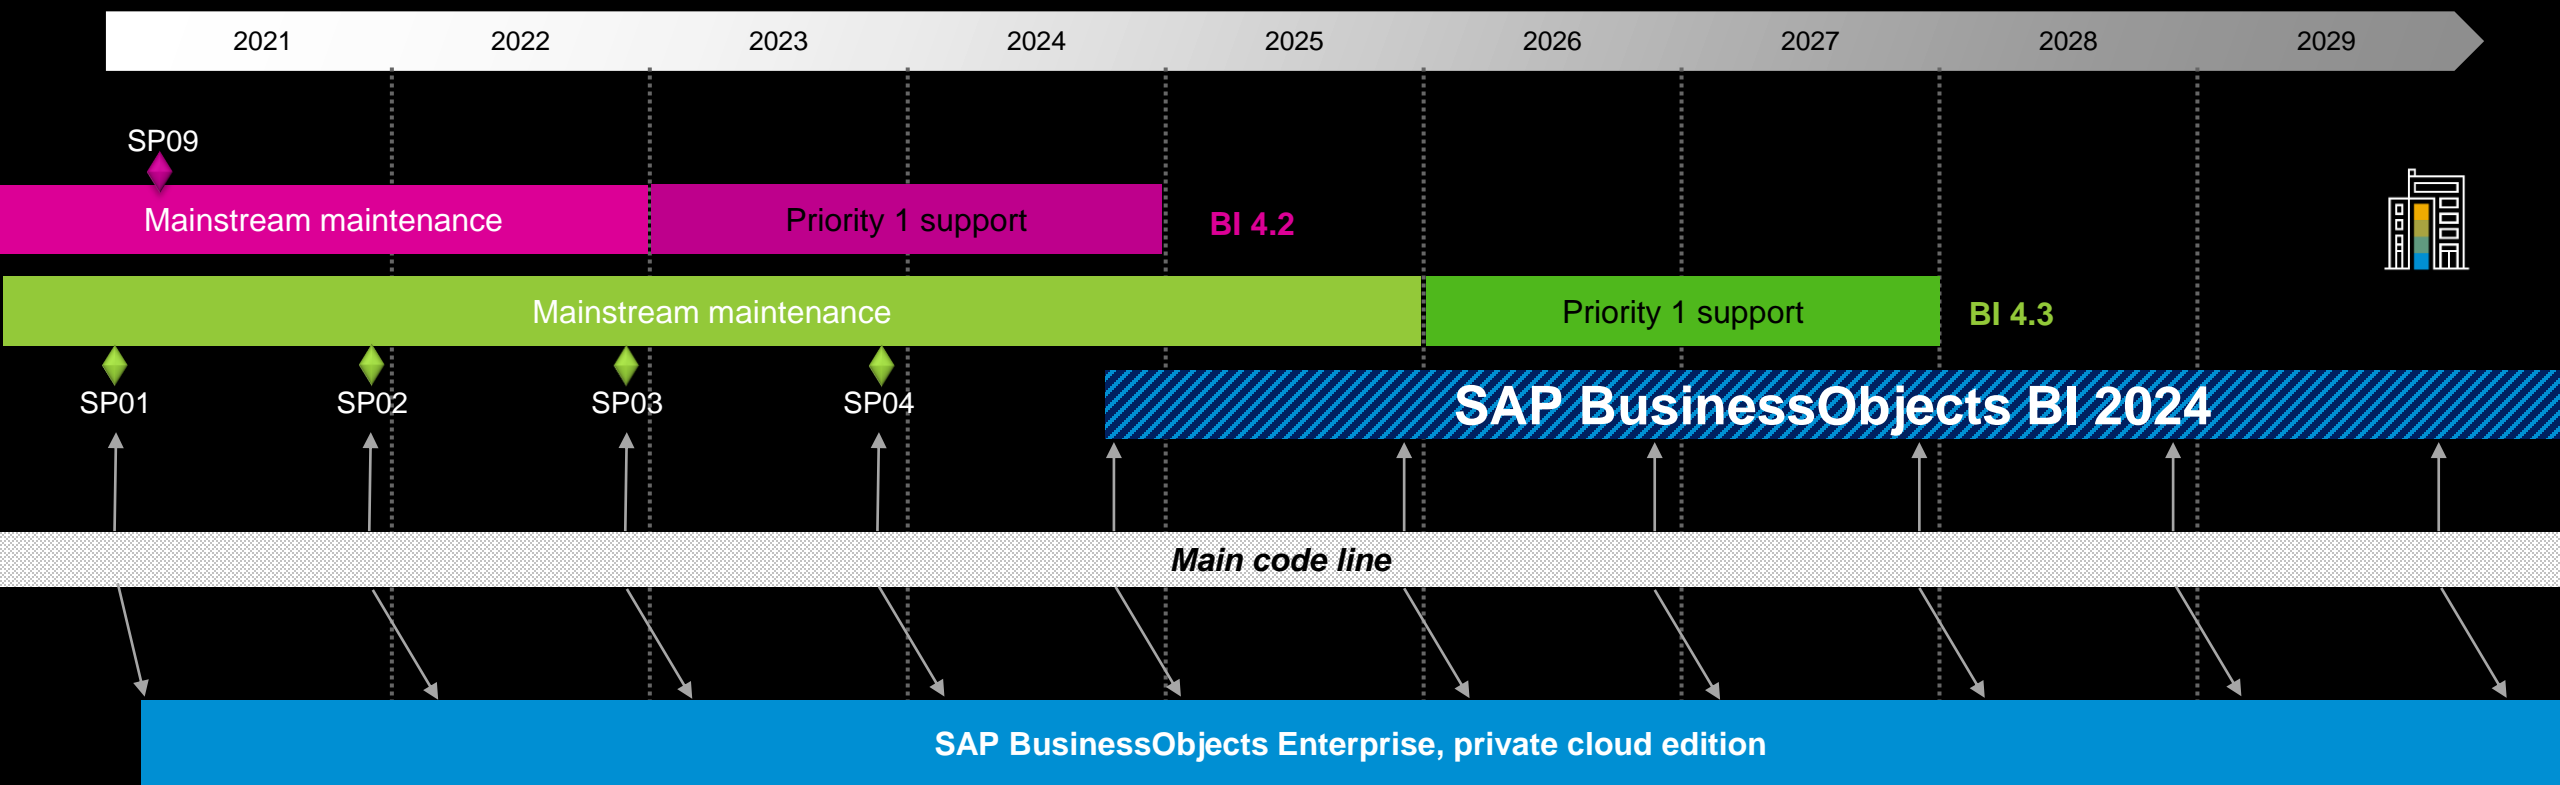 2021 2022 2023 2024 2025 2026 2027 2028 2029
SP09
Mainstream maintenance Priority 1 support BI 4.2
Mainstream maintenance Priority 1 support BI 4.3
SP01 SP02 SP03 SP04 SAP BusinessObjects BI 2024
Main code line
SAP BusinessObjects Enterprise, private cloud edition